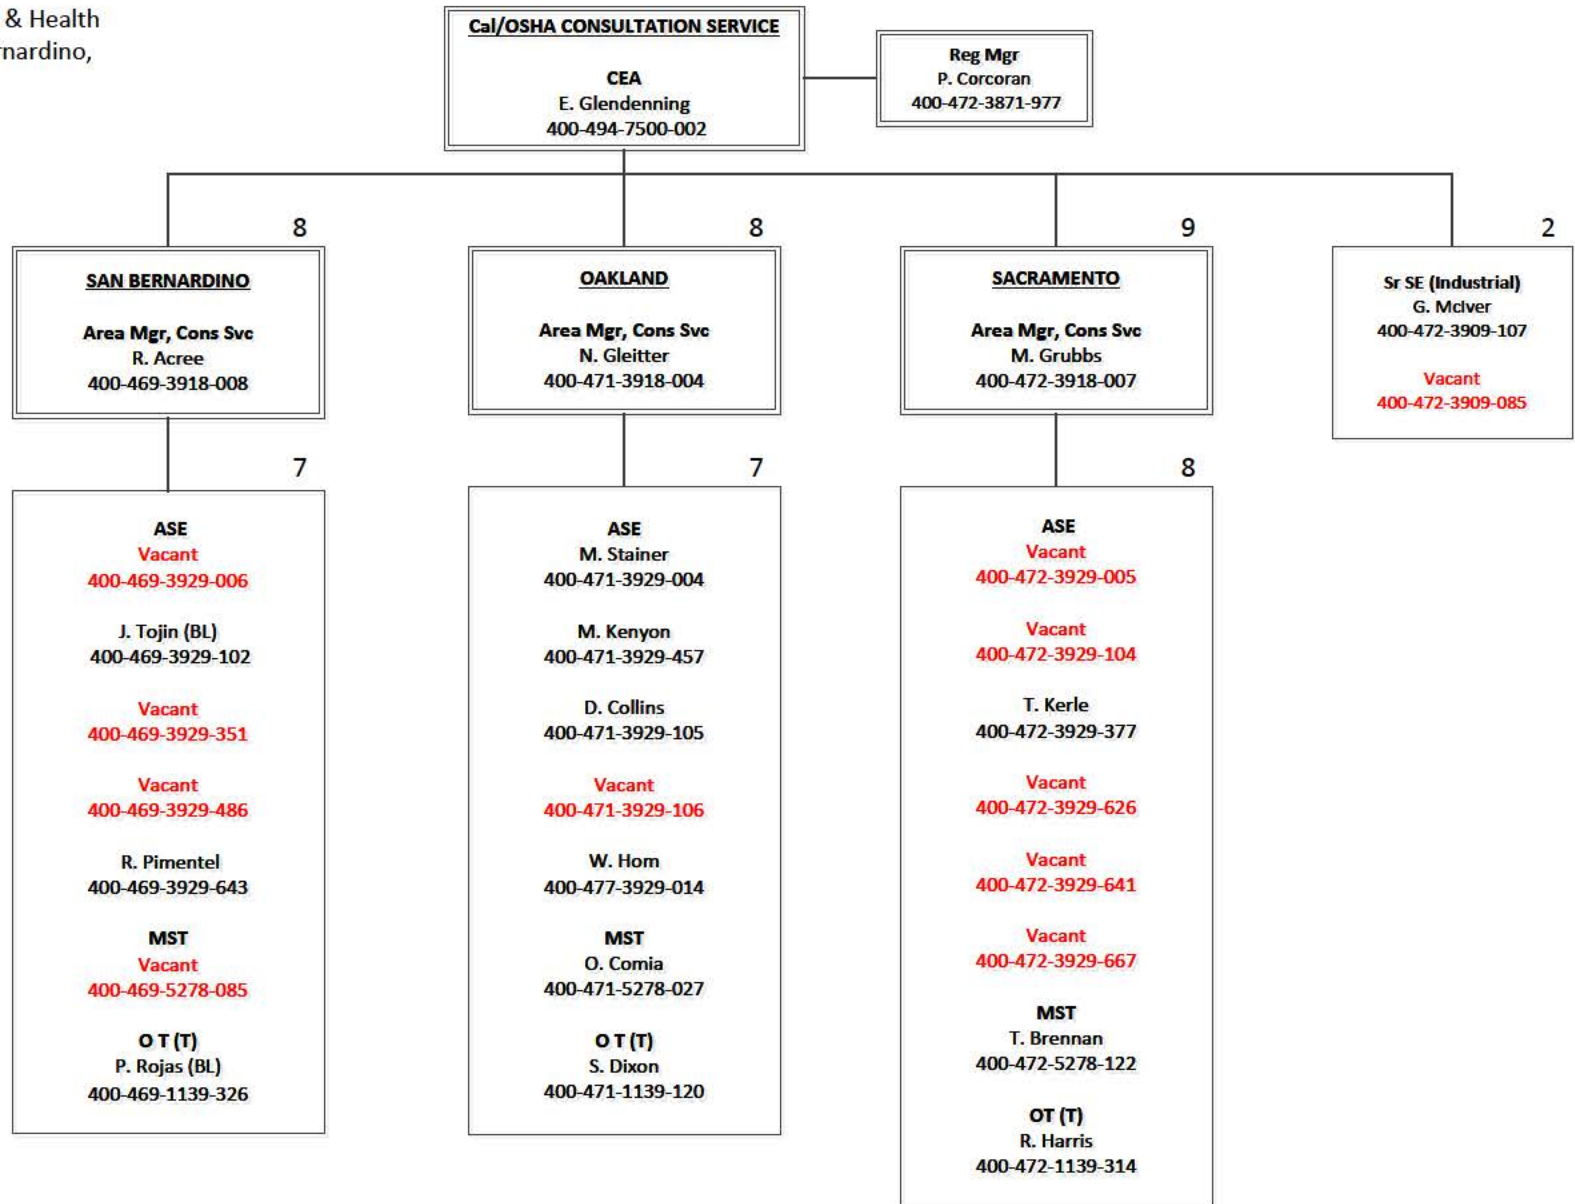 & Health
rnardino,
Cal/OSHA CONSULTATION SERVICE
CEA
E. Glendenning
400-494-7500-002
Reg Mgr
P. Corcoran
400-472-3871-977
8
SAN BERNARDINO
Area Mgr, Cons Svc
R. Acree
400-469-3918-008
7
ASE
Vacant
400-469-3929-006
J. Tojin (BL)
400-469-3929-102
Vacant
400-469-3929-351
Vacant
400-469-3929-486
R. Pimentel
400-469-3929-643
MST
Vacant
400-469-5278-085
O T (T)
P. Rojas (BL)
400-469-1139-326
8
OAKLAND
Area Mgr, Cons Svc
N. Gleitter
400-471-3918-004
7
ASE
M. Stainer
400-471-3929-004
M. Kenyon
400-471-3929-457
D. Collins
400-471-3929-105
Vacant
400-471-3929-106
W. Hom
400-477-3929-014
MST
O. Comia
400-471-5278-027
O T (T)
S. Dixon
400-471-1139-120
9
SACRAMENTO
Area Mgr, Cons Svc
M. Grubbs
400-472-3918-007
8
ASE
Vacant
400-472-3929-005
Vacant
400-472-3929-104
T. Kerle
400-472-3929-377
Vacant
400-472-3929-626
Vacant
400-472-3929-641
Vacant
400-472-3929-667
MST
T. Brennan
400-472-5278-122
OT (T)
R. Harris
400-472-1139-314
2
Sr SE (Industrial)
G. McIver
400-472-3909-107
Vacant
400-472-3909-085